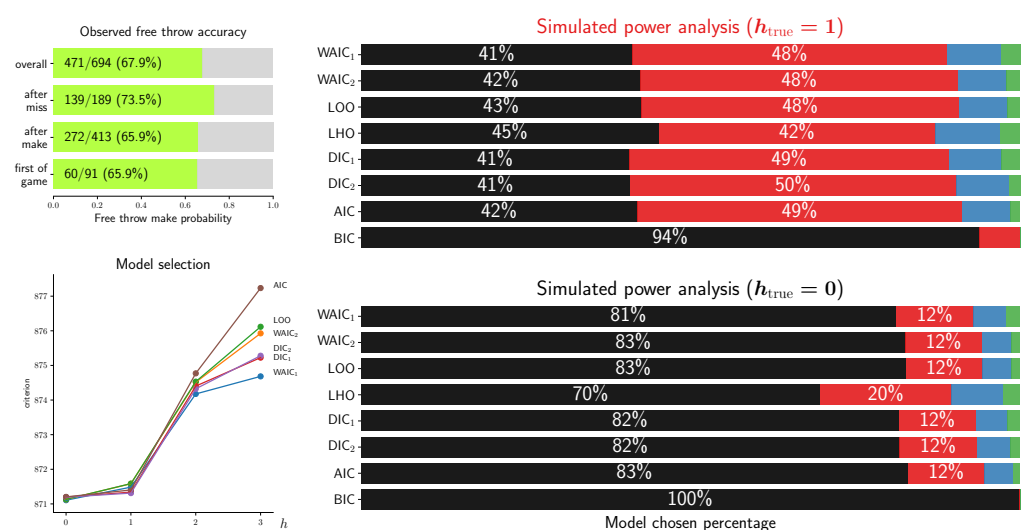 Observed free throw accuracy
overall
471/694 (67.9%)
after
miss
139/189 (73.5%)
after
make
272/413 (65.9%)
first of
game
60/91 (65.9%)
0.0 0.2 0.4 0.6 0.8 1.0
Free throw make probability
Model selection
877
876
875
874
872
871
criterion
AIC
LOO
WAIC₂
DIC₂
DIC₁
WAIC₁
0 1 2 3 h
Simulated power analysis (h_true = 1)
WAIC₁ 41% 48%
WAIC₂ 42% 48%
LOO 43% 48%
LHO 45% 42%
DIC₁ 41% 49%
DIC₂ 41% 50%
AIC 42% 49%
BIC 94%
Simulated power analysis (h_true = 0)
WAIC₁ 81% 12%
WAIC₂ 83% 12%
LOO 83% 12%
LHO 70% 20%
DIC₁ 82% 12%
DIC₂ 82% 12%
AIC 83% 12%
BIC 100%
Model chosen percentage